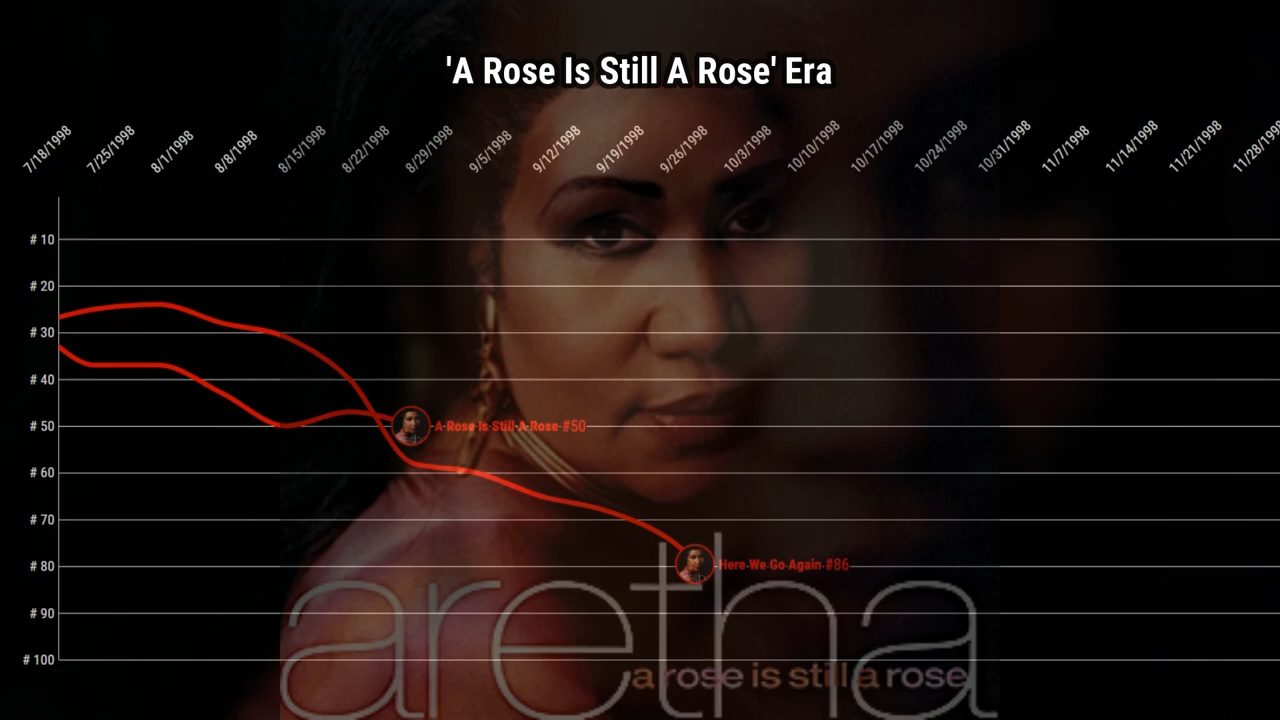 'A Rose Is Still A Rose' Era
7/18/1998 7/25/1998 8/1/1998 8/8/1998 8/15/1998 8/22/1998 8/29/1998 9/5/1998 9/12/1998 9/19/1998 9/26/1998 10/3/1998 10/10/1998 10/17/1998 10/24/1998 10/31/1998 11/7/1998 11/14/1998 11/21/1998 11/28/199
# 10
# 20
# 30
# 40
A Rose Is Still A Rose #50
# 50
# 60
# 70
Here We Go Again #86
# 80
# 90
# 100
aretha
a rose is still a rose